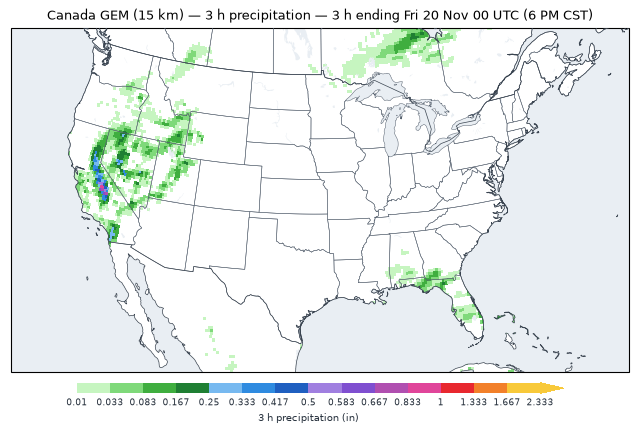 Canada GEM (15 km) — 3 h precipitation — 3 h ending Fri 20 Nov 00 UTC (6 PM CST)
0.01 0.033 0.083 0.167 0.25 0.333 0.417 0.5 0.583 0.667 0.833 1 1.333 1.667 2.333
3 h precipitation (in)